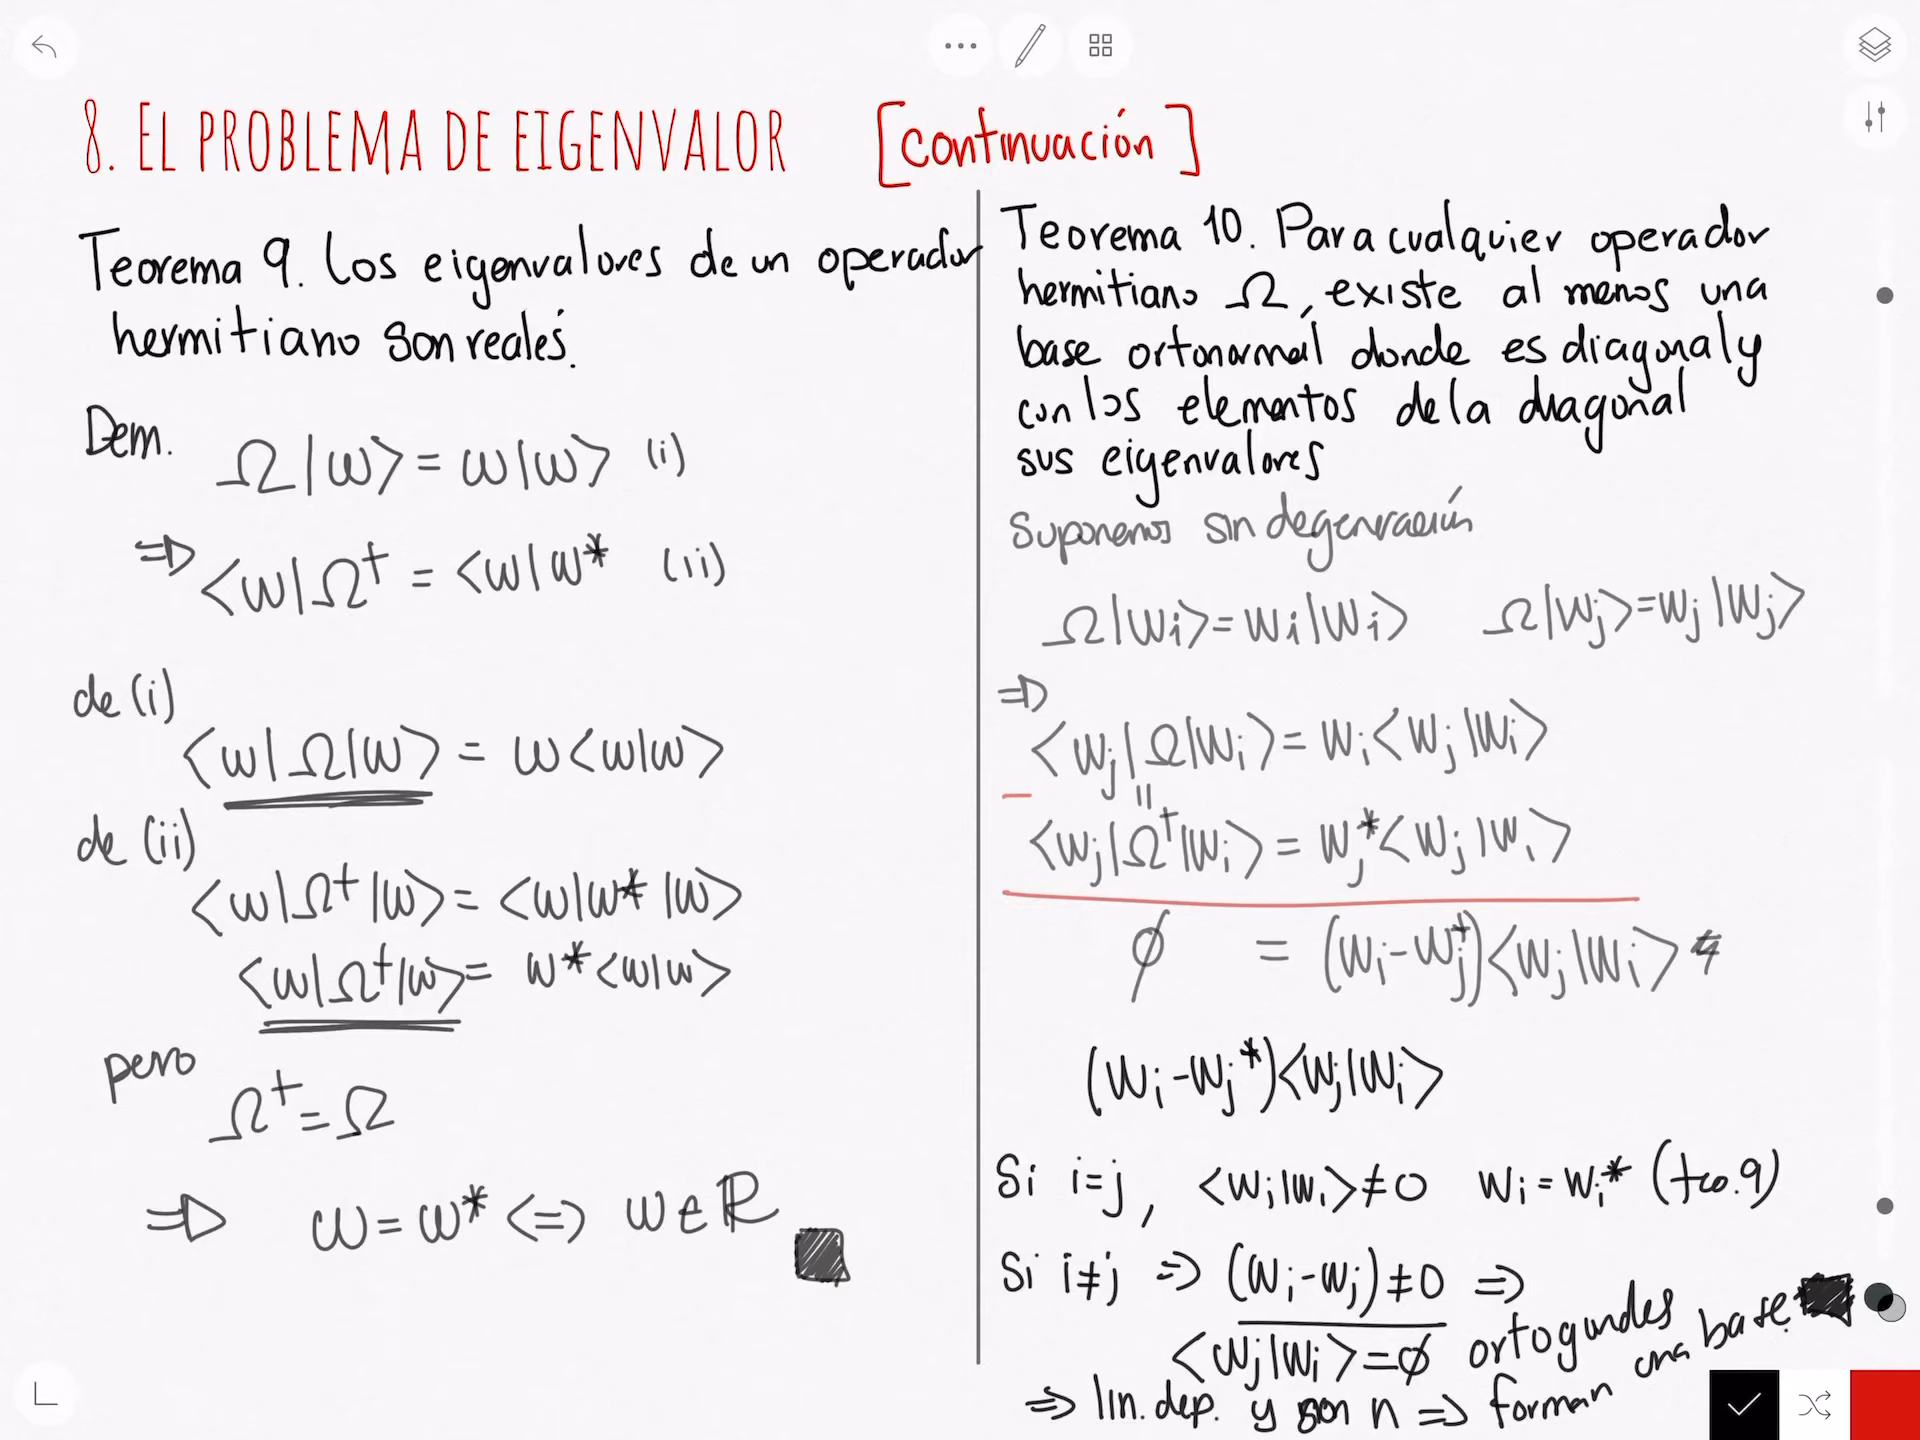 8. EL PROBLEMA DE EIGENVALOR [continuación]
Teorema 9. Los eigenvalores de un operador
hermitiano son reales.
Dem.
Ω|ω⟩ = ω|ω⟩ (i)
⇒ ⟨ω|Ω† = ⟨ω|ω* (ii)
de (i)
⟨ω|Ω|ω⟩ = ω⟨ω|ω⟩
de (ii)
⟨ω|Ω†|ω⟩ = ⟨ω|ω*|ω⟩
⟨ω|Ω†|ω⟩ = ω*⟨ω|ω⟩
pero
Ω† = Ω
⇒ ω = ω* ⇔ ω ∈ ℝ
Teorema 10. Para cualquier operador
hermitiano Ω, existe al menos una
base ortonormal donde es diagonal y
con los elementos de la diagonal
sus eigenvalores
Suponemos sin degeneración
Ω|ωi⟩ = ωi|ωi⟩ Ω|ωj⟩ = ωj|ωj⟩
⇒
⟨ωj|Ω|ωi⟩ = ωi⟨ωj|ωi⟩
=
⟨ωj|Ω†|ωi⟩ = ωj*⟨ωj|ωi⟩
∅ = (ωi-ωj*)⟨ωj|ωi⟩
(ωi-ωj*)⟨ωj|ωi⟩
Si i=j, ⟨ωi|ωi⟩≠0 ωi = ωi* (teo.9)
Si i≠j ⇒ (ωi-ωj)≠0 ⇒
⟨ωj|ωi⟩=∅ ortogonales
⇒ lin. dep. y son n ⇒ forman una base.